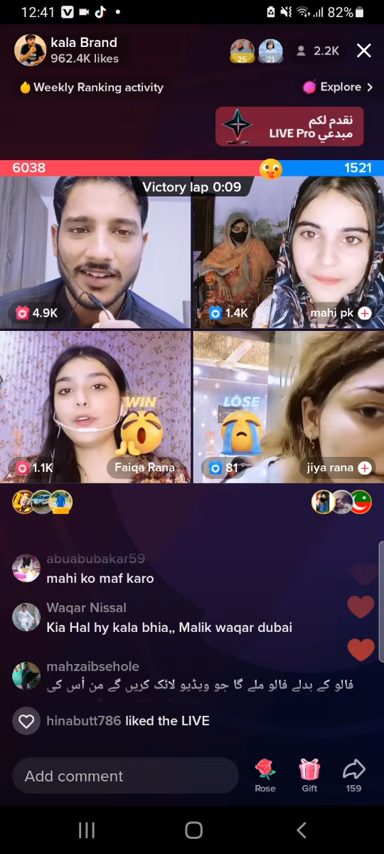 12:41
82%
kala Brand
962.4K likes
25
21
2.2K
Weekly Ranking activity
Explore
نقدم لكم
مبدعي LIVE Pro
6038
1521
Victory lap 0:09
4.9K
1.4K
mahi pk
WIN
LOSE
1.1K
Faiqa Rana
81
jiya rana
abuabubakar59
mahi ko maf karo
Waqar Nissal
Kia Hal hy kala bhia,, Malik waqar dubai
mahzaibsehole
فالو کے بدلے فالو ملے گا جو ویڈیو لائک کریں گے من أس کی
hinabutt786 liked the LIVE
Add comment
Rose
Gift
159